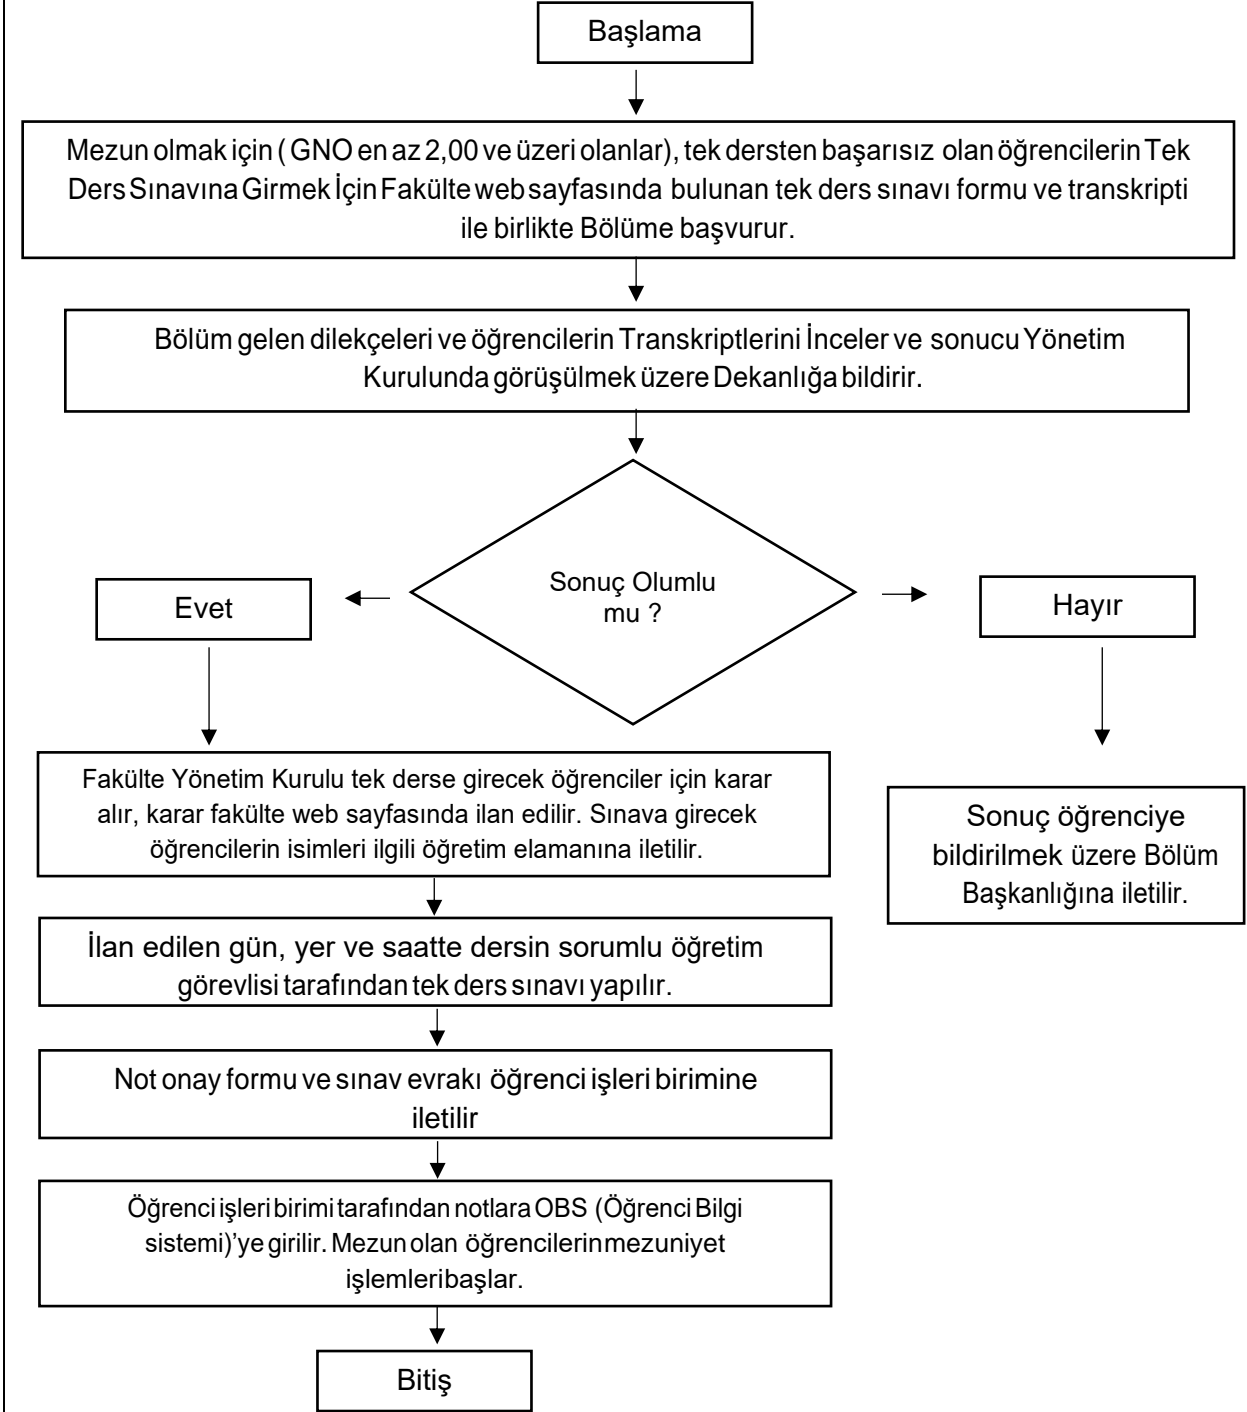 Başlama
Mezun olmak için ( GNO en az 2,00 ve üzeri olanlar), tek dersten başarısız olan öğrencilerin Tek
Ders Sınavına Girmek İçin Fakülte web sayfasında bulunan tek ders sınavı formu ve transkripti
ile birlikte Bölüme başvurur.
Bölüm gelen dilekçeleri ve öğrencilerin Transkriptlerini İnceler ve sonucu Yönetim
Kurulunda görüşülmek üzere Dekanlığa bildirir.
Sonuç Olumlu
mu ?
Evet
Hayır
Fakülte Yönetim Kurulu tek derse girecek öğrenciler için karar
alır, karar fakülte web sayfasında ilan edilir. Sınava girecek
öğrencilerin isimleri ilgili öğretim elamanına iletilir.
Sonuç öğrenciye
bildirilmek üzere Bölüm
Başkanlığına iletilir.
İlan edilen gün, yer ve saatte dersin sorumlu öğretim
görevlisi tarafından tek ders sınavı yapılır.
Not onay formu ve sınav evrakı öğrenci işleri birimine
iletilir
Öğrenci işleri birimi tarafından notlara OBS (Öğrenci Bilgi
sistemi)’ye girilir. Mezun olan öğrencilerin mezuniyet
işlemleri başlar.
Bitiş